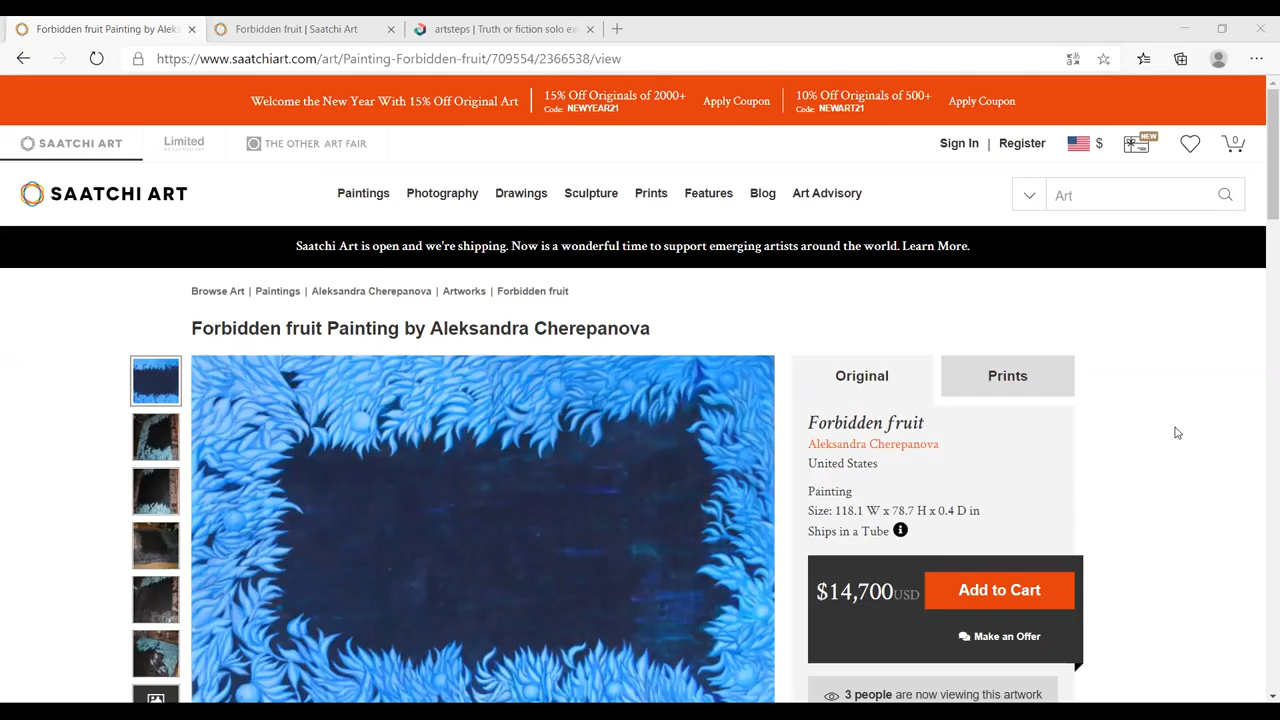 Forbidden fruit Painting by Aleks
Forbidden fruit | Saatchi Art
artsteps | Truth or fiction solo ex
https://www.saatchiart.com/art/Painting-Forbidden-fruit/709554/2366538/view
Welcome the New Year With 15% Off Original Art
15% Off Originals of 2000+
Code: NEWYEAR21
Apply Coupon
10% Off Originals of 500+
Code: NEWART21
Apply Coupon
SAATCHI ART
Limited
THE OTHER ART FAIR
Sign In | Register
$
NEW
0
SAATCHI ART
Paintings Photography Drawings Sculpture Prints Features Blog Art Advisory
Art
Saatchi Art is open and we're shipping. Now is a wonderful time to support emerging artists around the world. Learn More.
Browse Art | Paintings | Aleksandra Cherepanova | Artworks | Forbidden fruit
Forbidden fruit Painting by Aleksandra Cherepanova
Original
Prints
Forbidden fruit
Aleksandra Cherepanova
United States
Painting
Size: 118.1 W x 78.7 H x 0.4 D in
Ships in a Tube
$14,700USD
Add to Cart
Make an Offer
3 people are now viewing this artwork